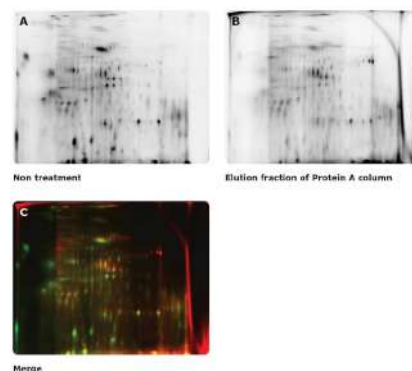 A
B
Non treatment
Elution fraction of Protein A column
C
Merge